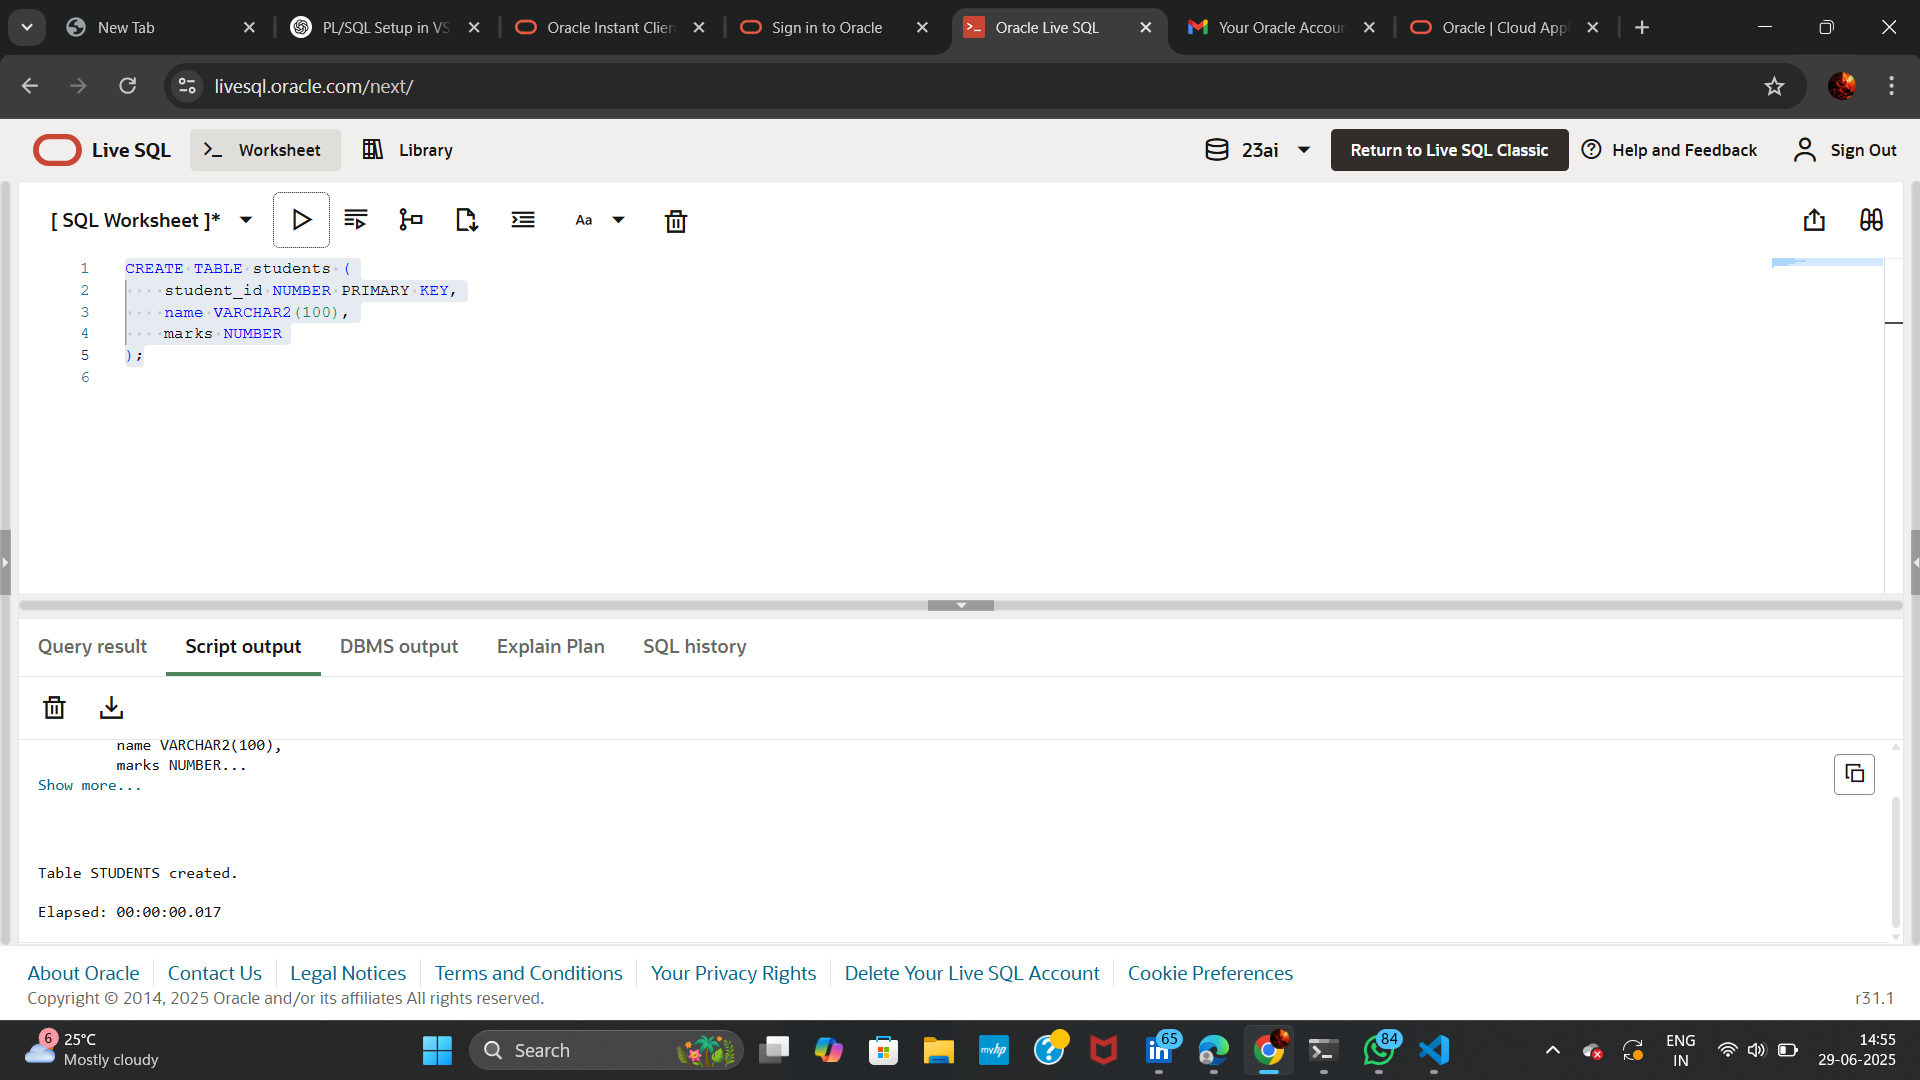 New Tab
PL/SQL Setup in VS
Oracle Instant Clien
Sign in to Oracle
Oracle Live SQL
Your Oracle Accoun
Oracle | Cloud Appl
livesql.oracle.com/next/
Live SQL
>_ Worksheet
Library
23ai
Return to Live SQL Classic
Help and Feedback
Sign Out
[ SQL Worksheet ]*
Aa
1 CREATE TABLE students (
2 student_id NUMBER PRIMARY KEY,
3 name VARCHAR2(100),
4 marks NUMBER
5 );
6
Query result
Script output
DBMS output
Explain Plan
SQL history
name VARCHAR2(100),
marks NUMBER...
Show more...
Table STUDENTS created.
Elapsed: 00:00:00.017
About Oracle
Contact Us
Legal Notices
Terms and Conditions
Your Privacy Rights
Delete Your Live SQL Account
Cookie Preferences
Copyright © 2014, 2025 Oracle and/or its affiliates All rights reserved.
r31.1
6
25°C
Mostly cloudy
Search
myhp
65
84
ENG
IN
14:55
29-06-2025